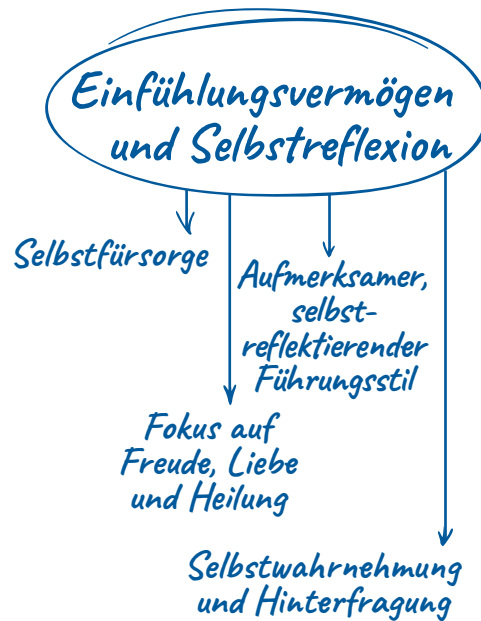 Einfühlungsvermögen
und Selbstreflexion
Selbstfürsorge
Aufmerksamer,
selbst-
reflektierender
Führungsstil
Fokus auf
Freude, Liebe
und Heilung
Selbstwahrnehmung
und Hinterfragung